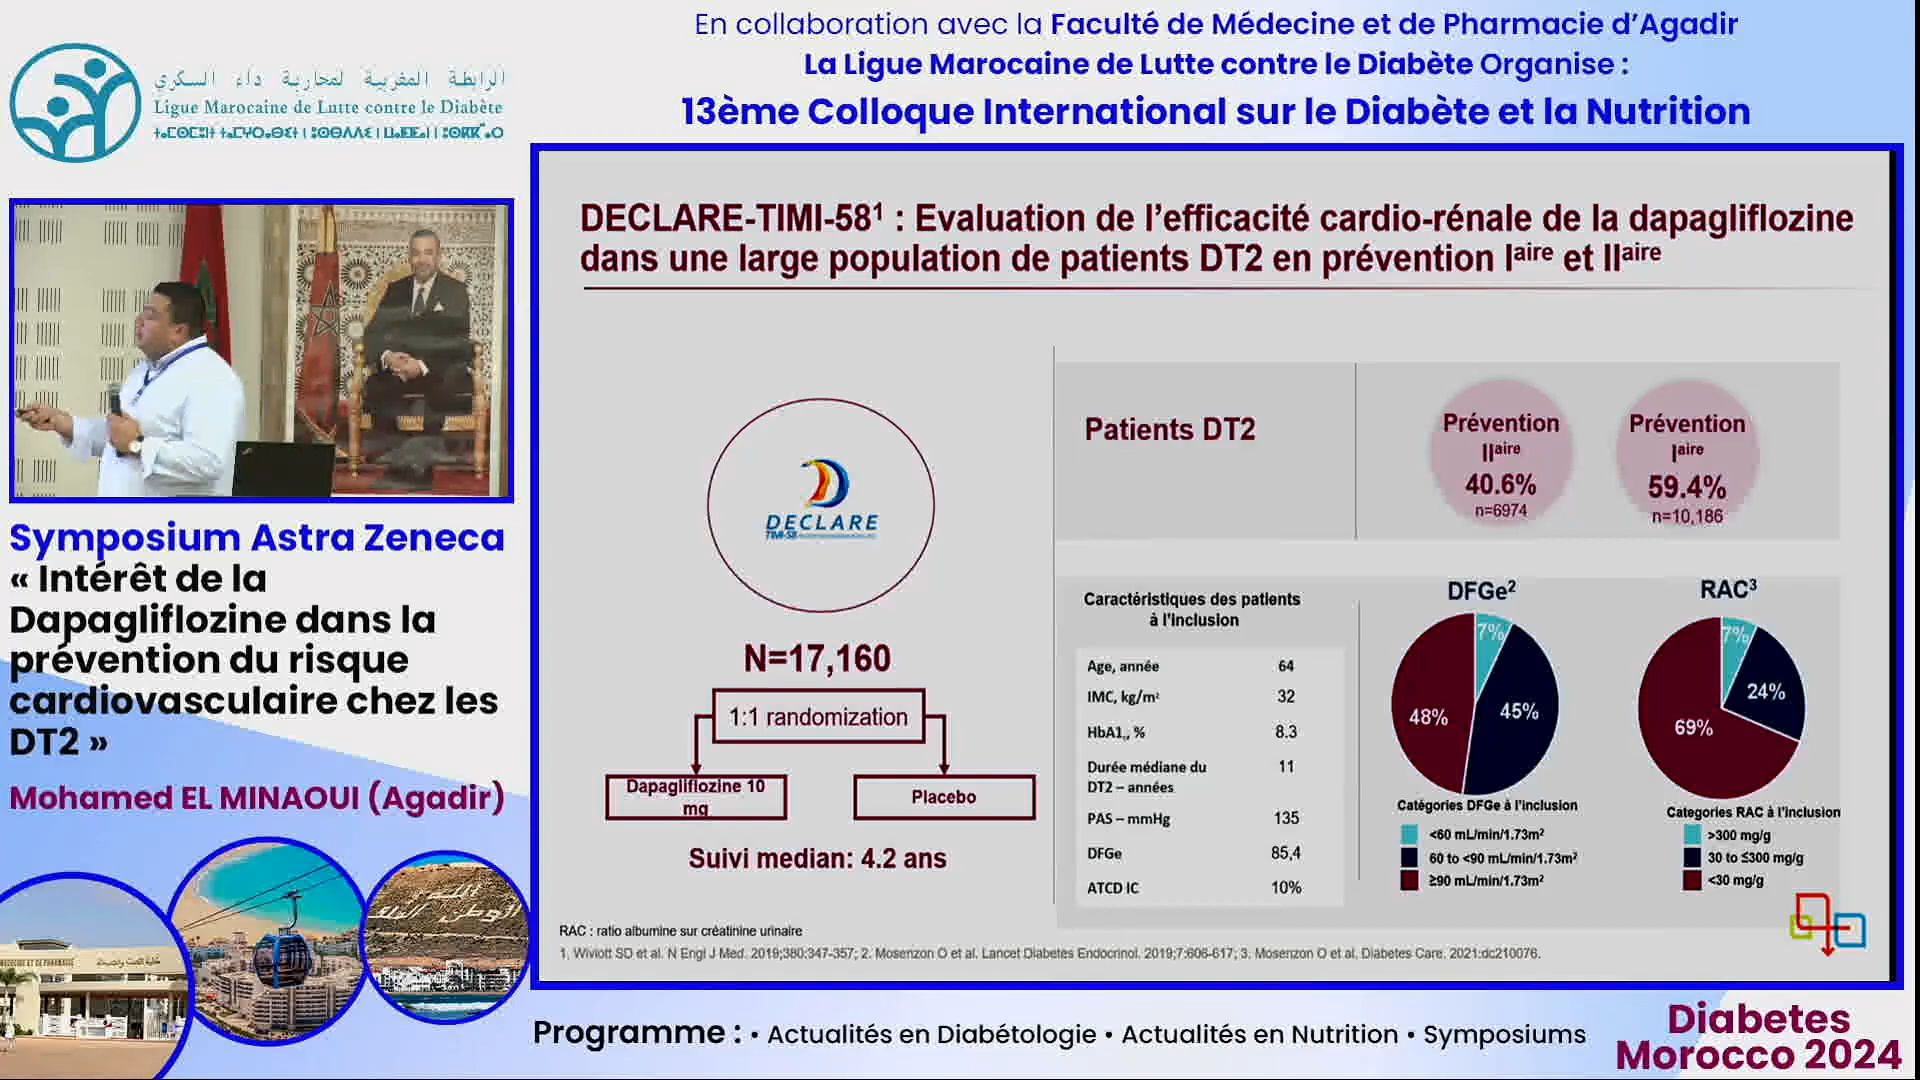 En collaboration avec la Faculté de Médecine et de Pharmacie d’Agadir
La Ligue Marocaine de Lutte contre le Diabète Organise :
13ème Colloque International sur le Diabète et la Nutrition
الرابطة المغربية لمحاربة داء السكري
Ligue Marocaine de Lutte contre le Diabète
Symposium Astra Zeneca
« Intérêt de la
Dapagliflozine dans la
prévention du risque
cardiovasculaire chez les
DT2 »
Mohamed EL MINAOUI (Agadir)
DECLARE-TIMI-58¹ : Evaluation de l’efficacité cardio-rénale de la dapagliflozine
dans une large population de patients DT2 en prévention Iᵃⁱʳᵉ et IIᵃⁱʳᵉ
DECLARE
TIMI-58
N=17,160
1:1 randomization
Dapagliflozine 10
mg
Placebo
Suivi median: 4.2 ans
Patients DT2
Prévention
IIᵃⁱʳᵉ
40.6%
n=6974
Prévention
Iᵃⁱʳᵉ
59.4%
n=10,186
Caractéristiques des patients
à l’inclusion
Age, année 64
IMC, kg/m² 32
HbA1c, % 8.3
Durée médiane du 11
DT2 – années
PAS – mmHg 135
DFGe 85,4
ATCD IC 10%
DFGe²
7%
48%
45%
Catégories DFGe à l’inclusion
<60 mL/min/1.73m²
60 to <90 mL/min/1.73m²
≥90 mL/min/1.73m²
RAC³
7%
24%
69%
Categories RAC à l’inclusion
>300 mg/g
30 to ≤300 mg/g
<30 mg/g
RAC : ratio albumine sur créatinine urinaire
1. Wiviott SD et al. N Engl J Med. 2019;380:347-357; 2. Mosenzon O et al. Lancet Diabetes Endocrinol. 2019;7:606-617; 3. Mosenzon O et al. Diabetes Care. 2021:dc210076.
الله
الوطن الملك
Programme : • Actualités en Diabétologie • Actualités en Nutrition • Symposiums
Diabetes
Morocco 2024